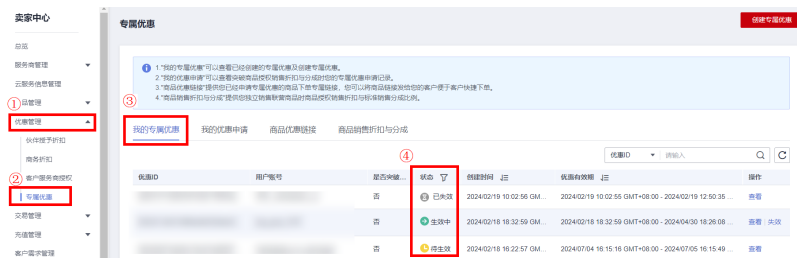 卖家中心
总览
服务商管理
云服务信息管理
①品管理
优惠管理
伙伴授予折扣
商务折扣
②客户服务商授权
专属优惠
交易管理
充值管理
客户需求管理
专属优惠
创建专属优惠
1."我的专属优惠"可以查看已经创建的专属优惠及创建专属优惠。
2."我的优惠申请"可以查看突破商品授权销售折扣与分成时您的专属优惠申请记录。
3."商品优惠链接"提供您已经申请专属优惠的商品下单专属链接，您可以将商品链接发给您的客户便于客户快捷下单。
4."商品销售折扣与分成"提供您独立销售联营商品时商品授权销售折扣与标准销售分成比例。
③
我的专属优惠 我的优惠申请 商品优惠链接 商品销售折扣与分成
④
优惠ID 请输入
优惠ID 用户账号 是否突破... 状态 创建时间 优惠有效期 操作
否 已失效 2024/02/19 10:02:56 GM... 2024/02/19 10:02:55 GMT+08:00 - 2024/02/19 12:50:35 ... 查看
否 生效中 2024/02/18 18:32:59 GM... 2024/02/18 18:32:59 GMT+08:00 - 2024/04/30 18:26:08 ... 查看 失效
否 待生效 2024/02/18 16:22:57 GM... 2024/07/04 16:15:16 GMT+08:00 - 2024/07/05 16:15:49... 查看